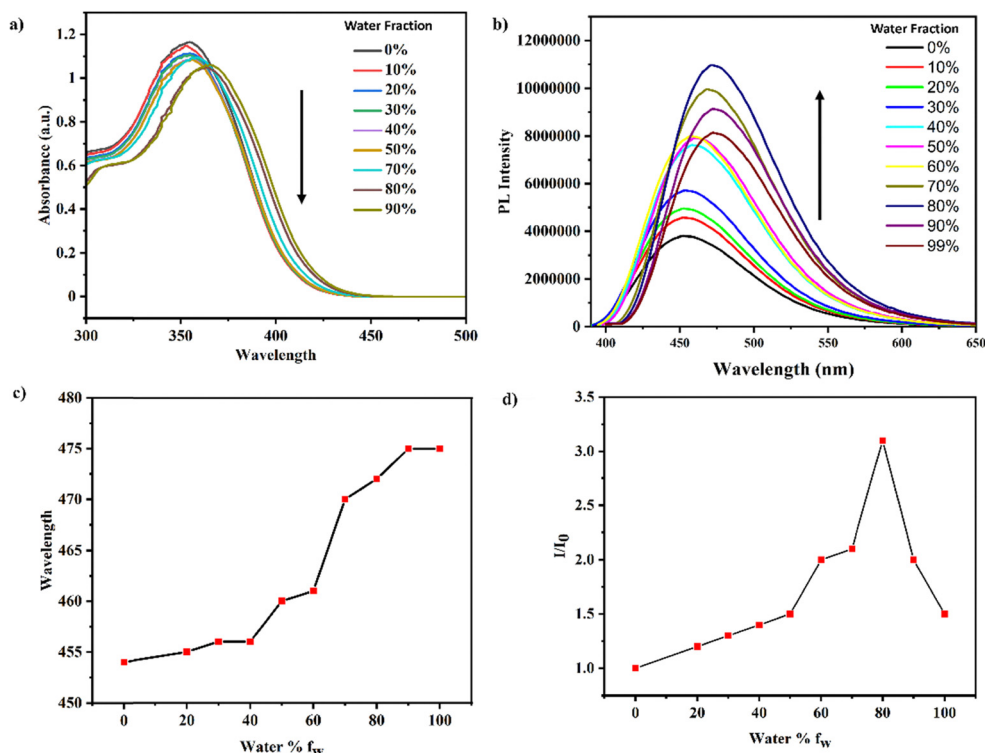 a)
Water Fraction
0%
10%
20%
30%
40%
50%
70%
80%
90%
1.2
1
0.8
0.6
0.4
0.2
0
Absorbance (a.u.)
300 350 400 450 500
Wavelength
b)
Water Fraction
0%
10%
20%
30%
40%
50%
60%
70%
80%
90%
99%
12000000
10000000
8000000
6000000
4000000
2000000
0
PL Intensity
400 450 500 550 600 650
Wavelength (nm)
c)
480
475
470
465
460
455
450
Wavelength
0 20 40 60 80 100
Water % fw
d)
3.5
3.0
2.5
2.0
1.5
1.0
I/I0
0 20 40 60 80 100
Water % fw